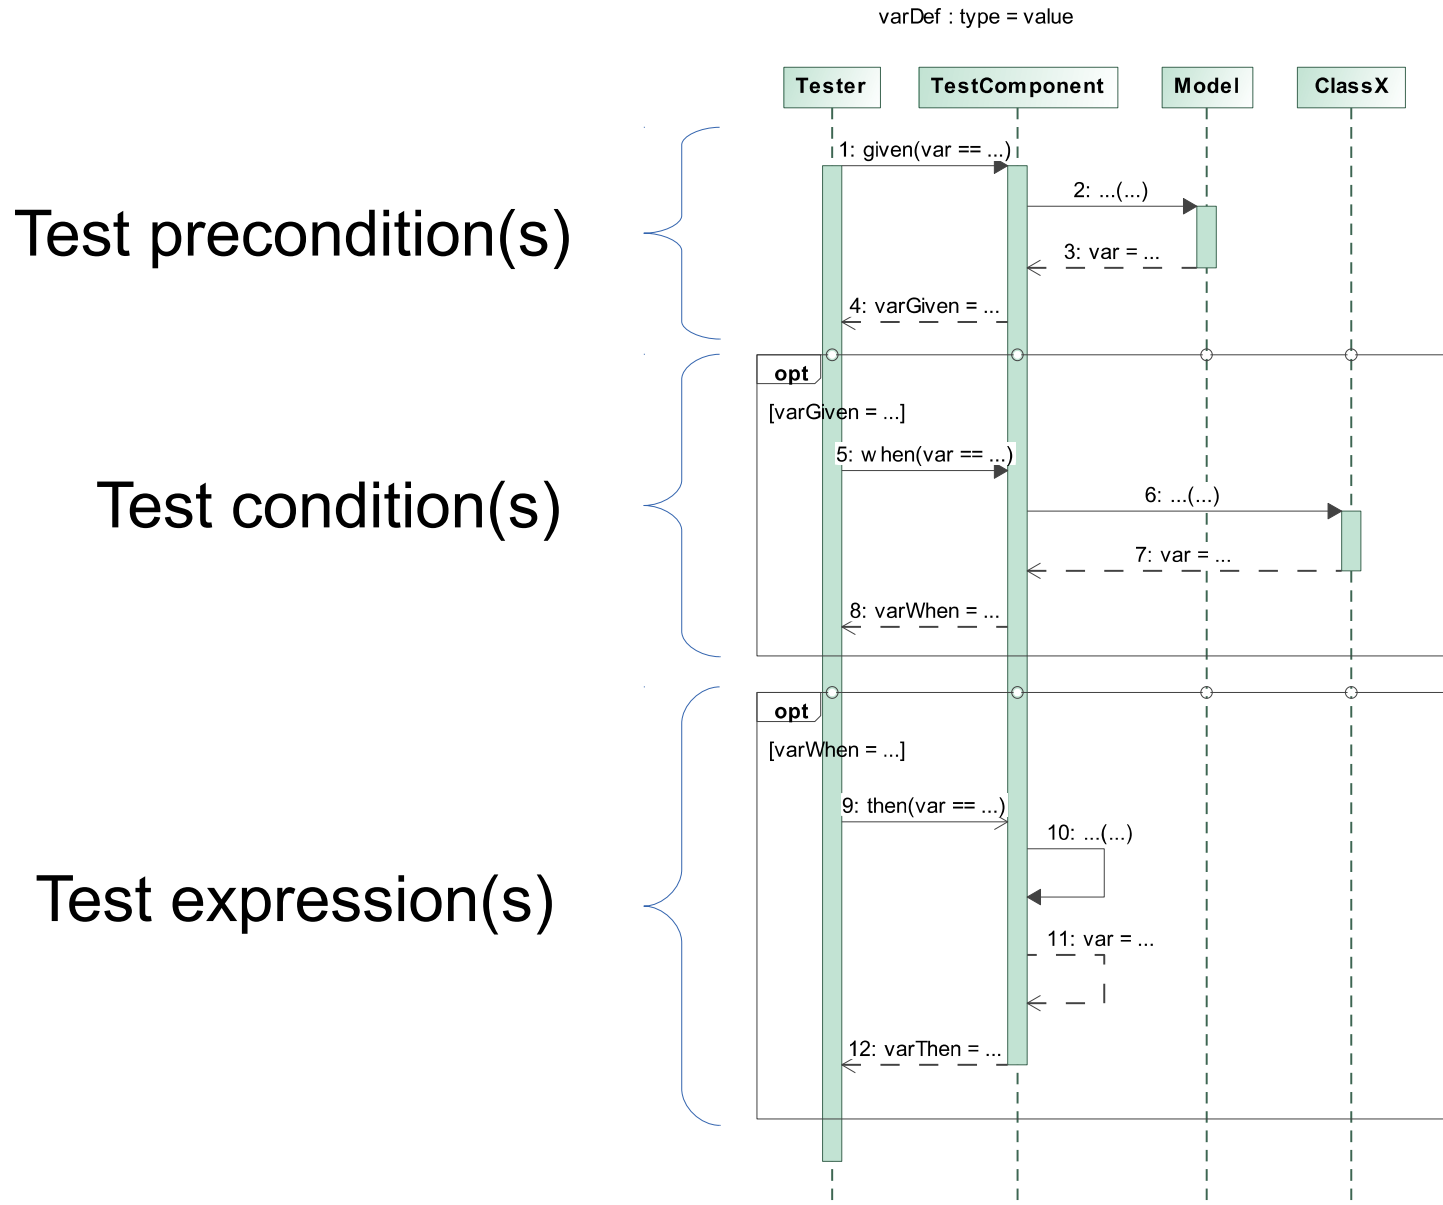 varDef : type = value
Tester
TestComponent
Model
ClassX
1: given(var == ...)
2: ...(...)
Test precondition(s)
3: var = ...
4: varGiven = ...
opt
[varGiven = ...]
5: when(var == ...)
6: ...(...)
Test condition(s)
7: var = ...
8: varWhen = ...
opt
[varWhen = ...]
9: then(var == ...)
10: ...(...)
Test expression(s)
11: var = ...
12: varThen = ...